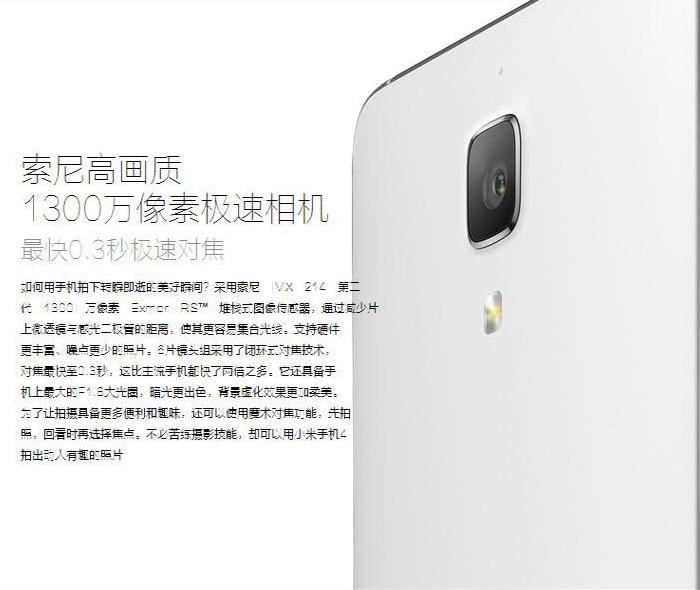 索尼高画质
1300万像素极速相机
最快0.3秒极速对焦
如何用手机拍下转瞬即逝的美好瞬间？采用索尼 IMX 214 第二
代 1300 万像素 Exmor RS™ 堆栈式图像传感器，通过减少片
上微透镜与感光二极管的距离，使其更容易集合光线。支持硬件
更丰富、噪点更少的照片。6片镜头组采用了闭环式对焦技术，
对焦最快至0.3秒，这比主流手机都快了两倍之多。它还具备手
机上最大的F1.8大光圈，暗光更出色，背景虚化效果更加柔美。
为了让拍摄具备更多便利和趣味，还可以使用魔术对焦功能，先拍
照，回看时再选择焦点。不必苦练摄影技能，却可以用小米手机4
拍出动人有趣的照片